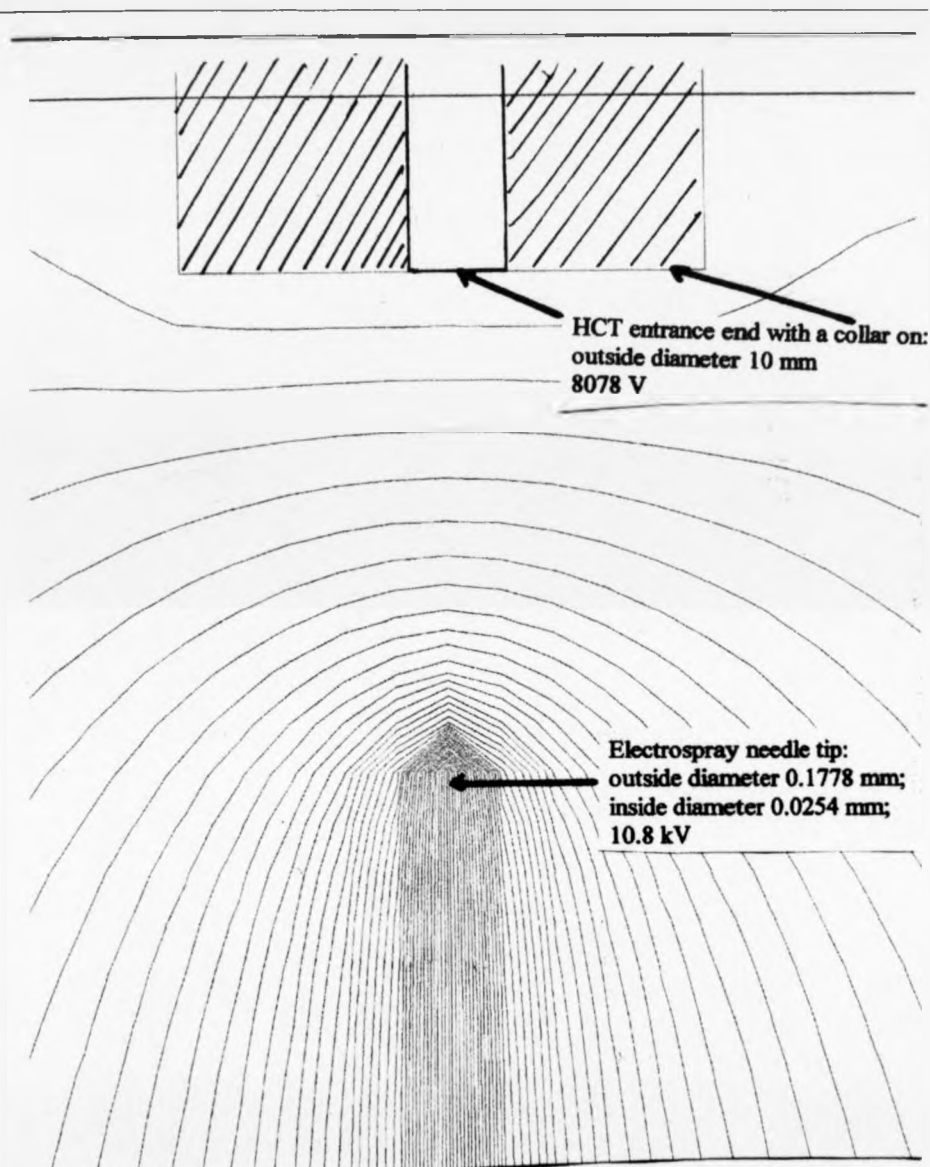 HCT entrance end with a collar on:
outside diameter 10 mm
8078 V
Electrospray needle tip:
outside diameter 0.1778 mm;
inside diameter 0.0254 mm;
10.8 kV